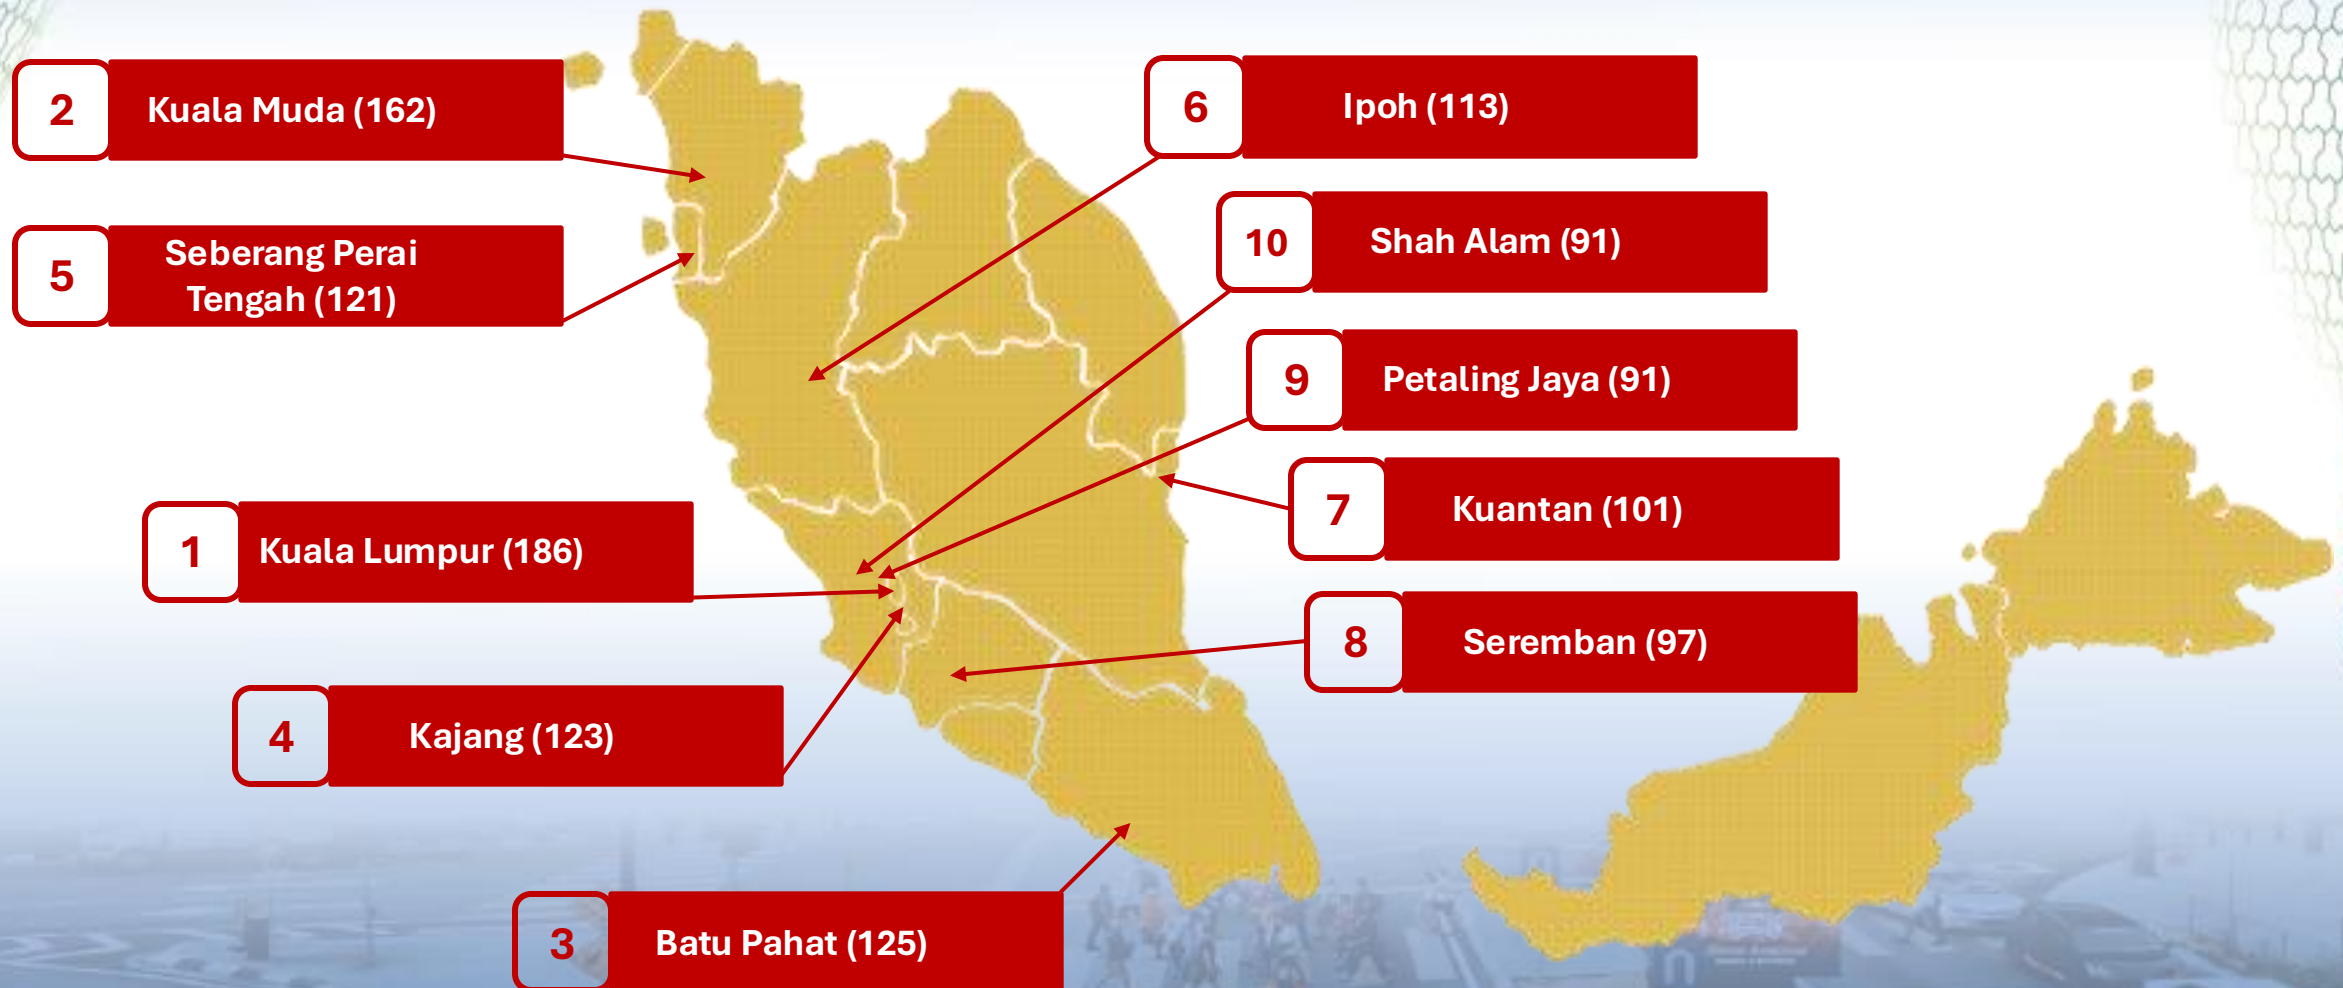 2
Kuala Muda (162)
5
Seberang Perai
Tengah (121)
1
Kuala Lumpur (186)
4
Kajang (123)
3
Batu Pahat (125)
6
Ipoh (113)
10
Shah Alam (91)
9
Petaling Jaya (91)
7
Kuantan (101)
8
Seremban (97)